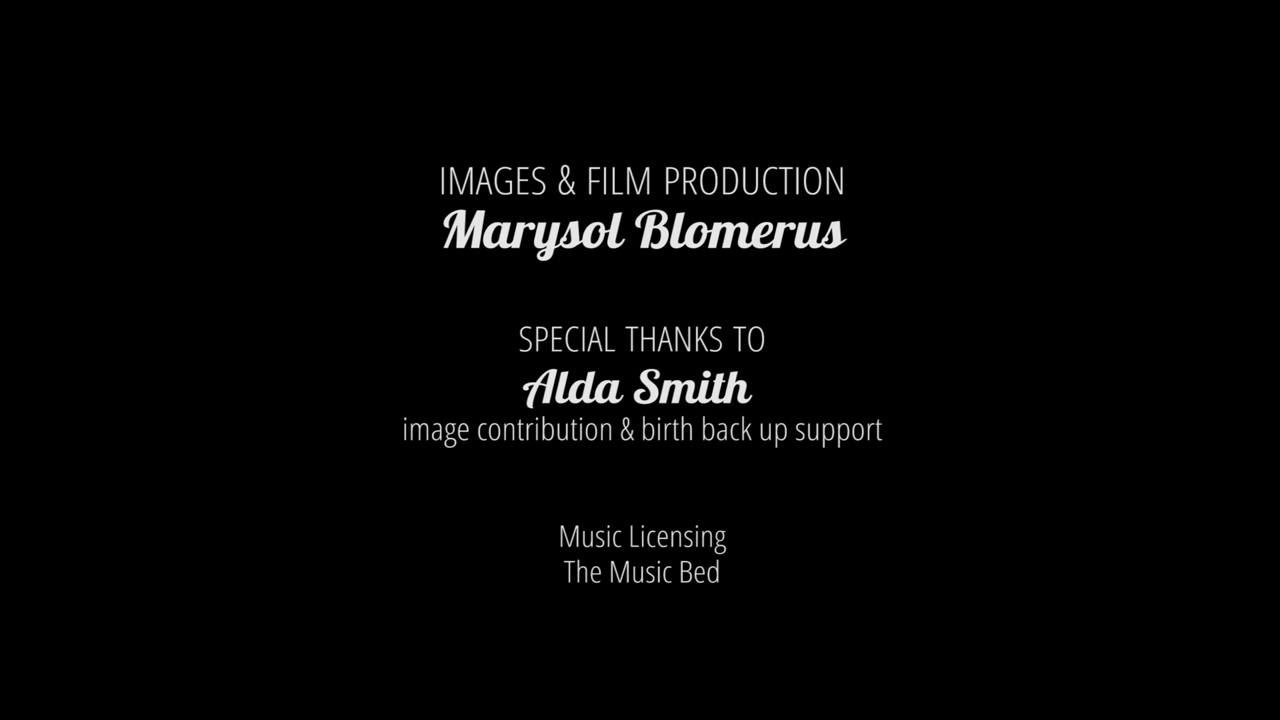 IMAGES & FILM PRODUCTION
Marysol Blomerus
SPECIAL THANKS TO
Alda Smith
image contribution & birth back up support
Music Licensing
The Music Bed